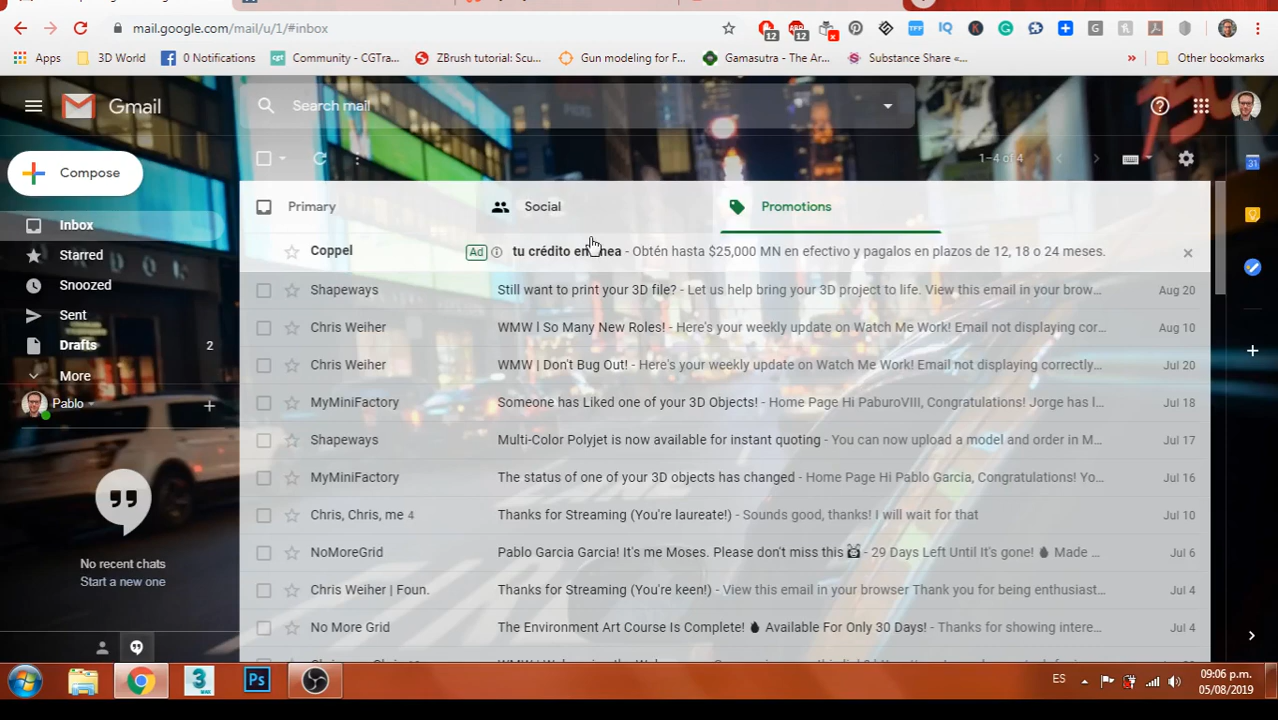 mail.google.com/mail/u/1/#inbox
12
12
TFF
IQ
K
G
Apps
3D World
0 Notifications
Community - CGTra...
ZBrush tutorial: Scu...
Gun modeling for F...
Gamasutra - The Ar...
Substance Share «...
»
Other bookmarks
Gmail
Search mail
Compose
1–4 of 4
31
Inbox
Primary
Social
Promotions
Starred
Coppel
Ad
- Obtén hasta $25,000 MN en efectivo y pagalos en plazos de 12, 18 o 24 meses.
Snoozed
Shapeways Still want to print your 3D file? - Let us help bring your 3D project to life. View this email in your brow... Aug 20
Sent
Chris Weiher WMW l So Many New Roles! - Here's your weekly update on Watch Me Work! Email not displaying cor... Aug 10
Drafts 2
Chris Weiher WMW | Don't Bug Out! - Here's your weekly update on Watch Me Work! Email not displaying correctly... Jul 20
More
Pablo
MyMiniFactory Someone has Liked one of your 3D Objects! - Home Page Hi PaburoVIII, Congratulations! Jorge has l... Jul 18
Shapeways Multi-Color Polyjet is now available for instant quoting - You can now upload a model and order in M... Jul 17
MyMiniFactory The status of one of your 3D objects has changed - Home Page Hi Pablo Garcia, Congratulations! Yo... Jul 16
Chris, Chris, me 4 Thanks for Streaming (You're laureate!) - Sounds good, thanks! I will wait for that Jul 10
NoMoreGrid Pablo Garcia Garcia! It's me Moses. Please don't miss this - 29 Days Left Until It's gone! Made ... Jul 6
No recent chats
Start a new one
Chris Weiher | Foun. Thanks for Streaming (You're keen!) - View this email in your browser Thank you for being enthusiast... Jul 4
No More Grid The Environment Art Course Is Complete! Available For Only 30 Days! - Thanks for showing intere... Jul 4
3
Ps
ES
09:06 p.m.
05/08/2019